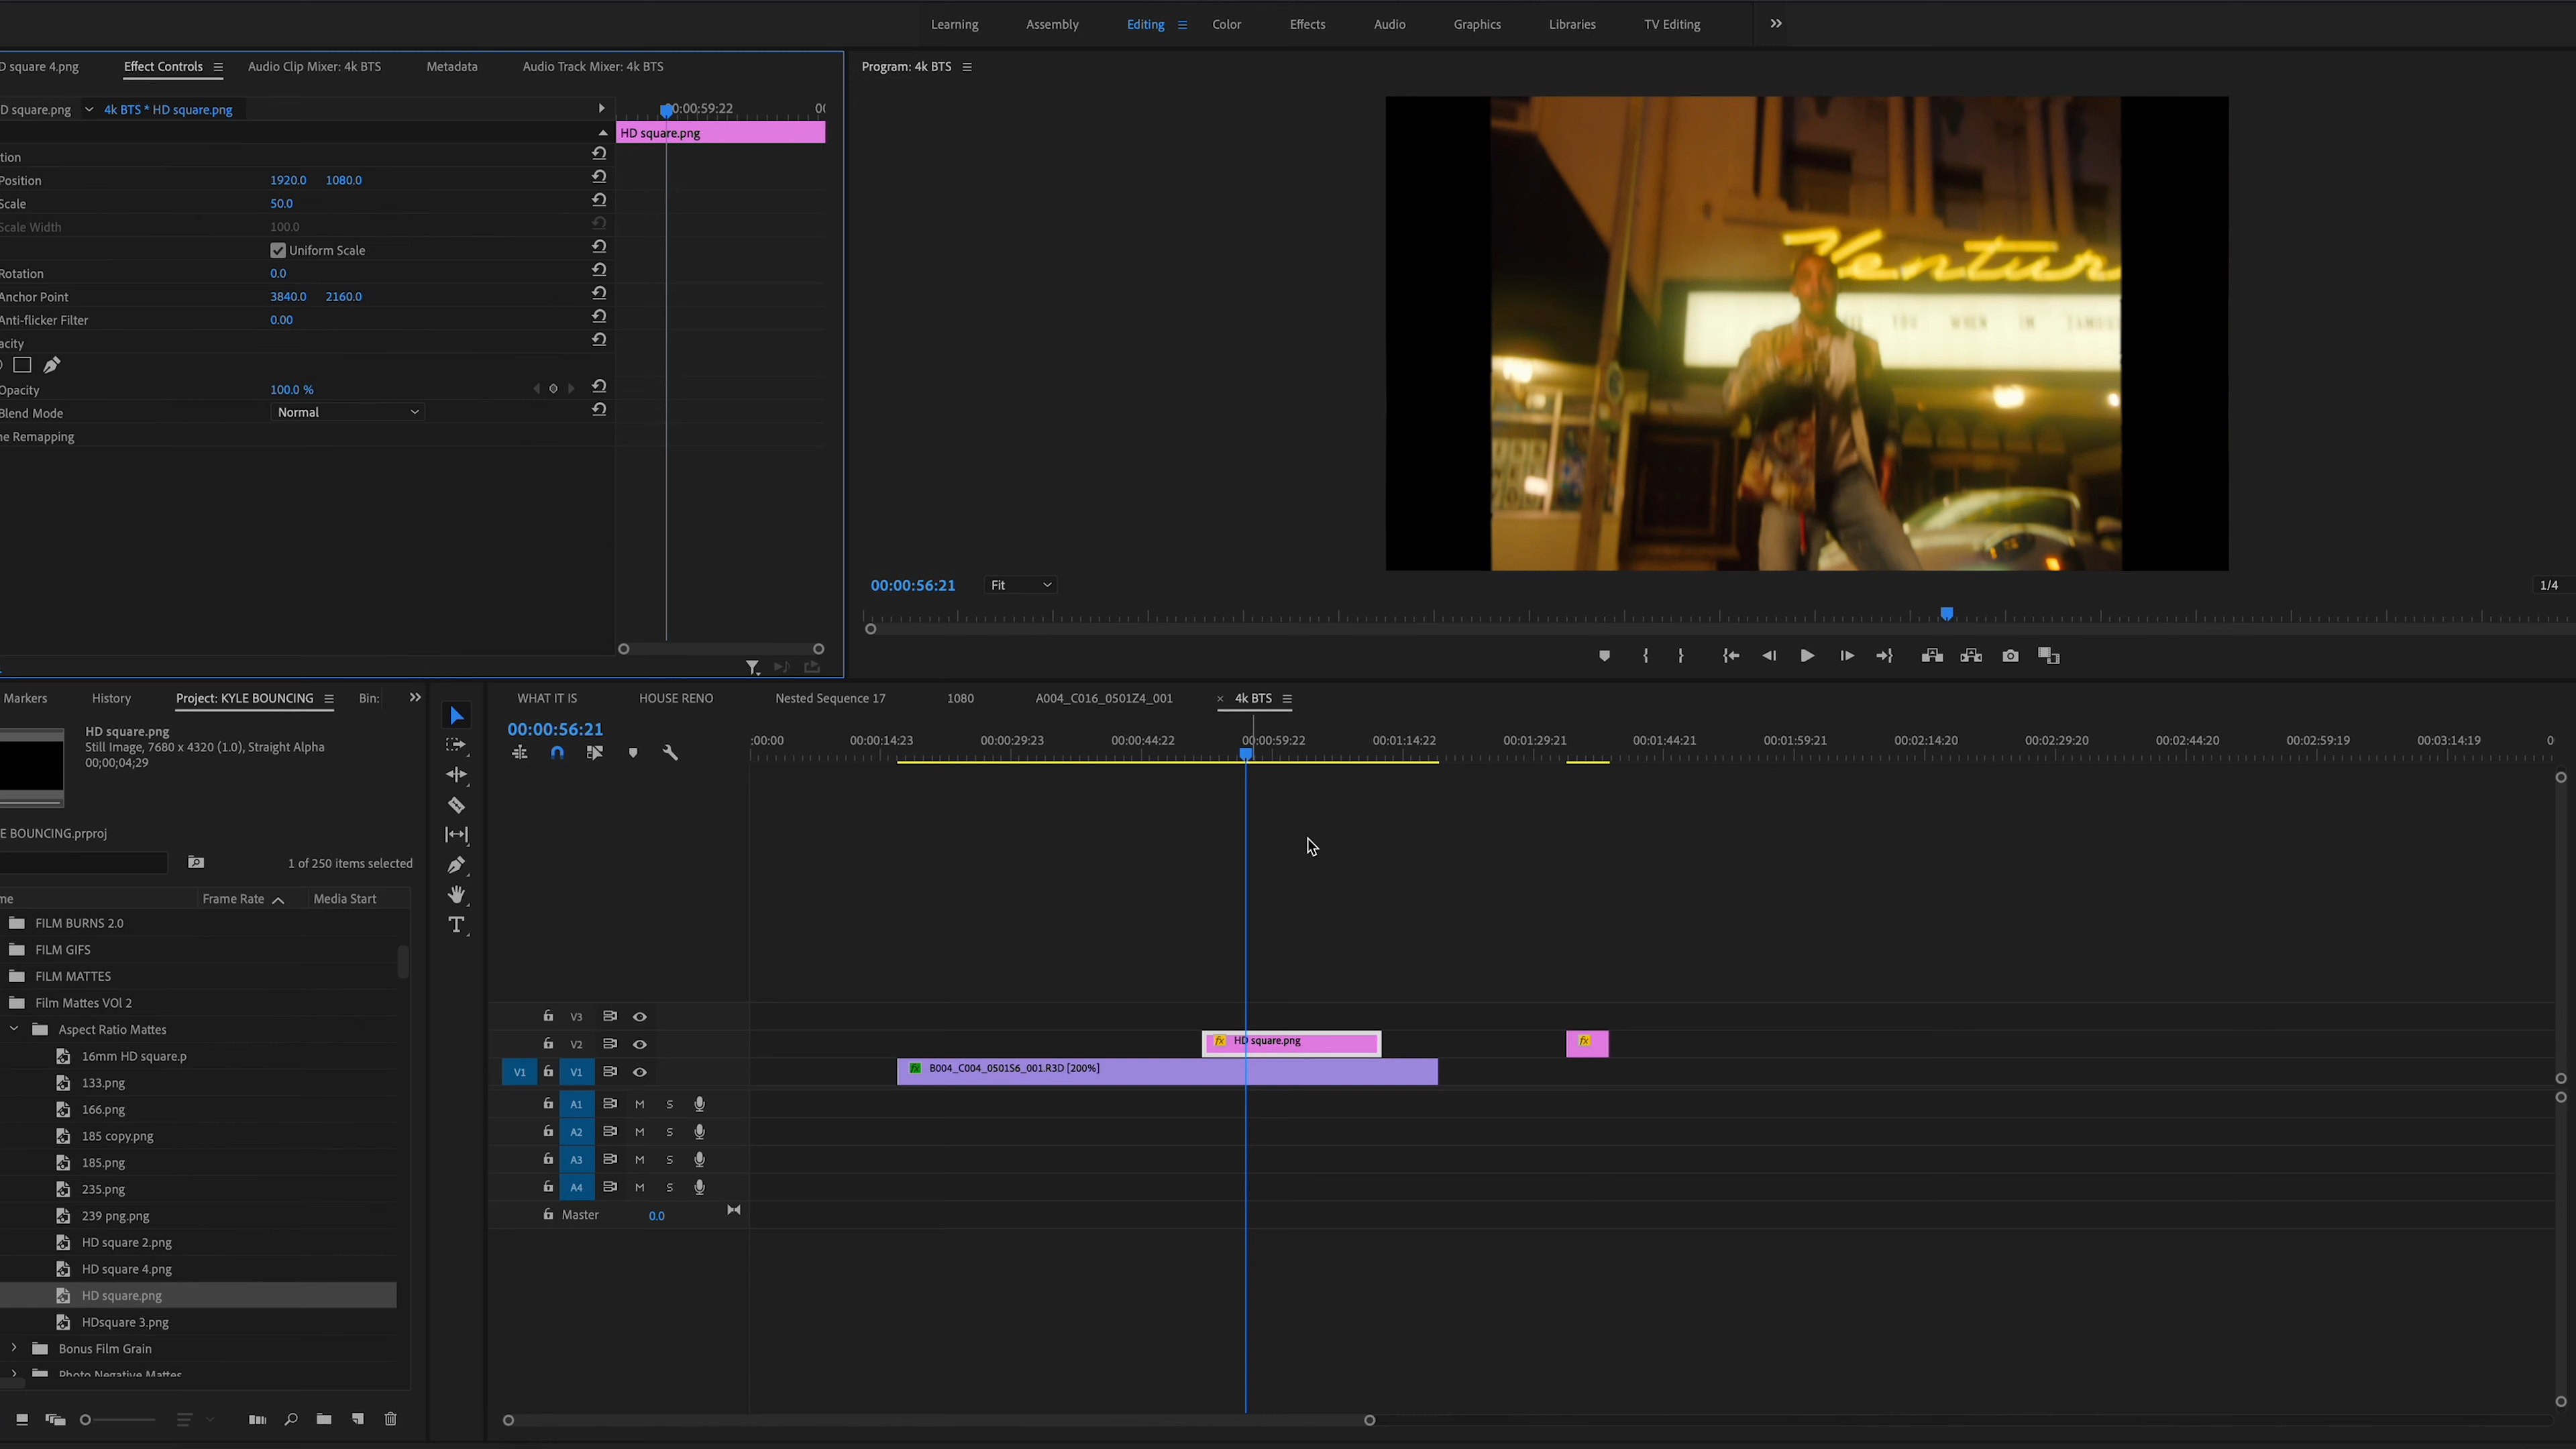 Learning Assembly Editing Color Effects Audio Graphics Libraries TV Editing
D square 4.png Effect Controls Audio Clip Mixer: 4k BTS Metadata Audio Track Mixer: 4k BTS
Program: 4k BTS
D square.png 4k BTS * HD square.png
00:00:59:22
HD square.png
tion
Position 1920.0 1080.0
Scale 50.0
Scale Width 100.0
Uniform Scale
Rotation 0.0
Anchor Point 3840.0 2160.0
Anti-flicker Filter 0.00
acity
Opacity 100.0 %
Blend Mode Normal
ne Remapping
Ventur
YOU WHEN IM
00:00:56:21 Fit 1/4
Markers History Project: KYLE BOUNCING Bin:
HD square.png
Still Image, 7680 x 4320 (1.0), Straight Alpha
00;00;04;29
E BOUNCING.prproj
1 of 250 items selected
me Frame Rate Media Start
FILM BURNS 2.0
FILM GIFS
FILM MATTES
Film Mattes VOl 2
Aspect Ratio Mattes
16mm HD square.p
133.png
166.png
185 copy.png
185.png
235.png
239 png.png
HD square 2.png
HD square 4.png
HD square.png
HDsquare 3.png
Bonus Film Grain
Photo Negative Mattes
WHAT IT IS HOUSE RENO Nested Sequence 17 1080 A004_C016_0501Z4_001 × 4k BTS
00:00:56:21
:00:00 00:00:14:23 00:00:29:23 00:00:44:22 00:00:59:22 00:01:14:22 00:01:29:21 00:01:44:21 00:01:59:21 00:02:14:20 00:02:29:20 00:02:44:20 00:02:59:19 00:03:14:19
V3
V2 fx HD square.png fx
V1 V1 fx B004_C004_0501S6_001.R3D [200%]
A1 M S
A2 M S
A3 M S
A4 M S
Master 0.0